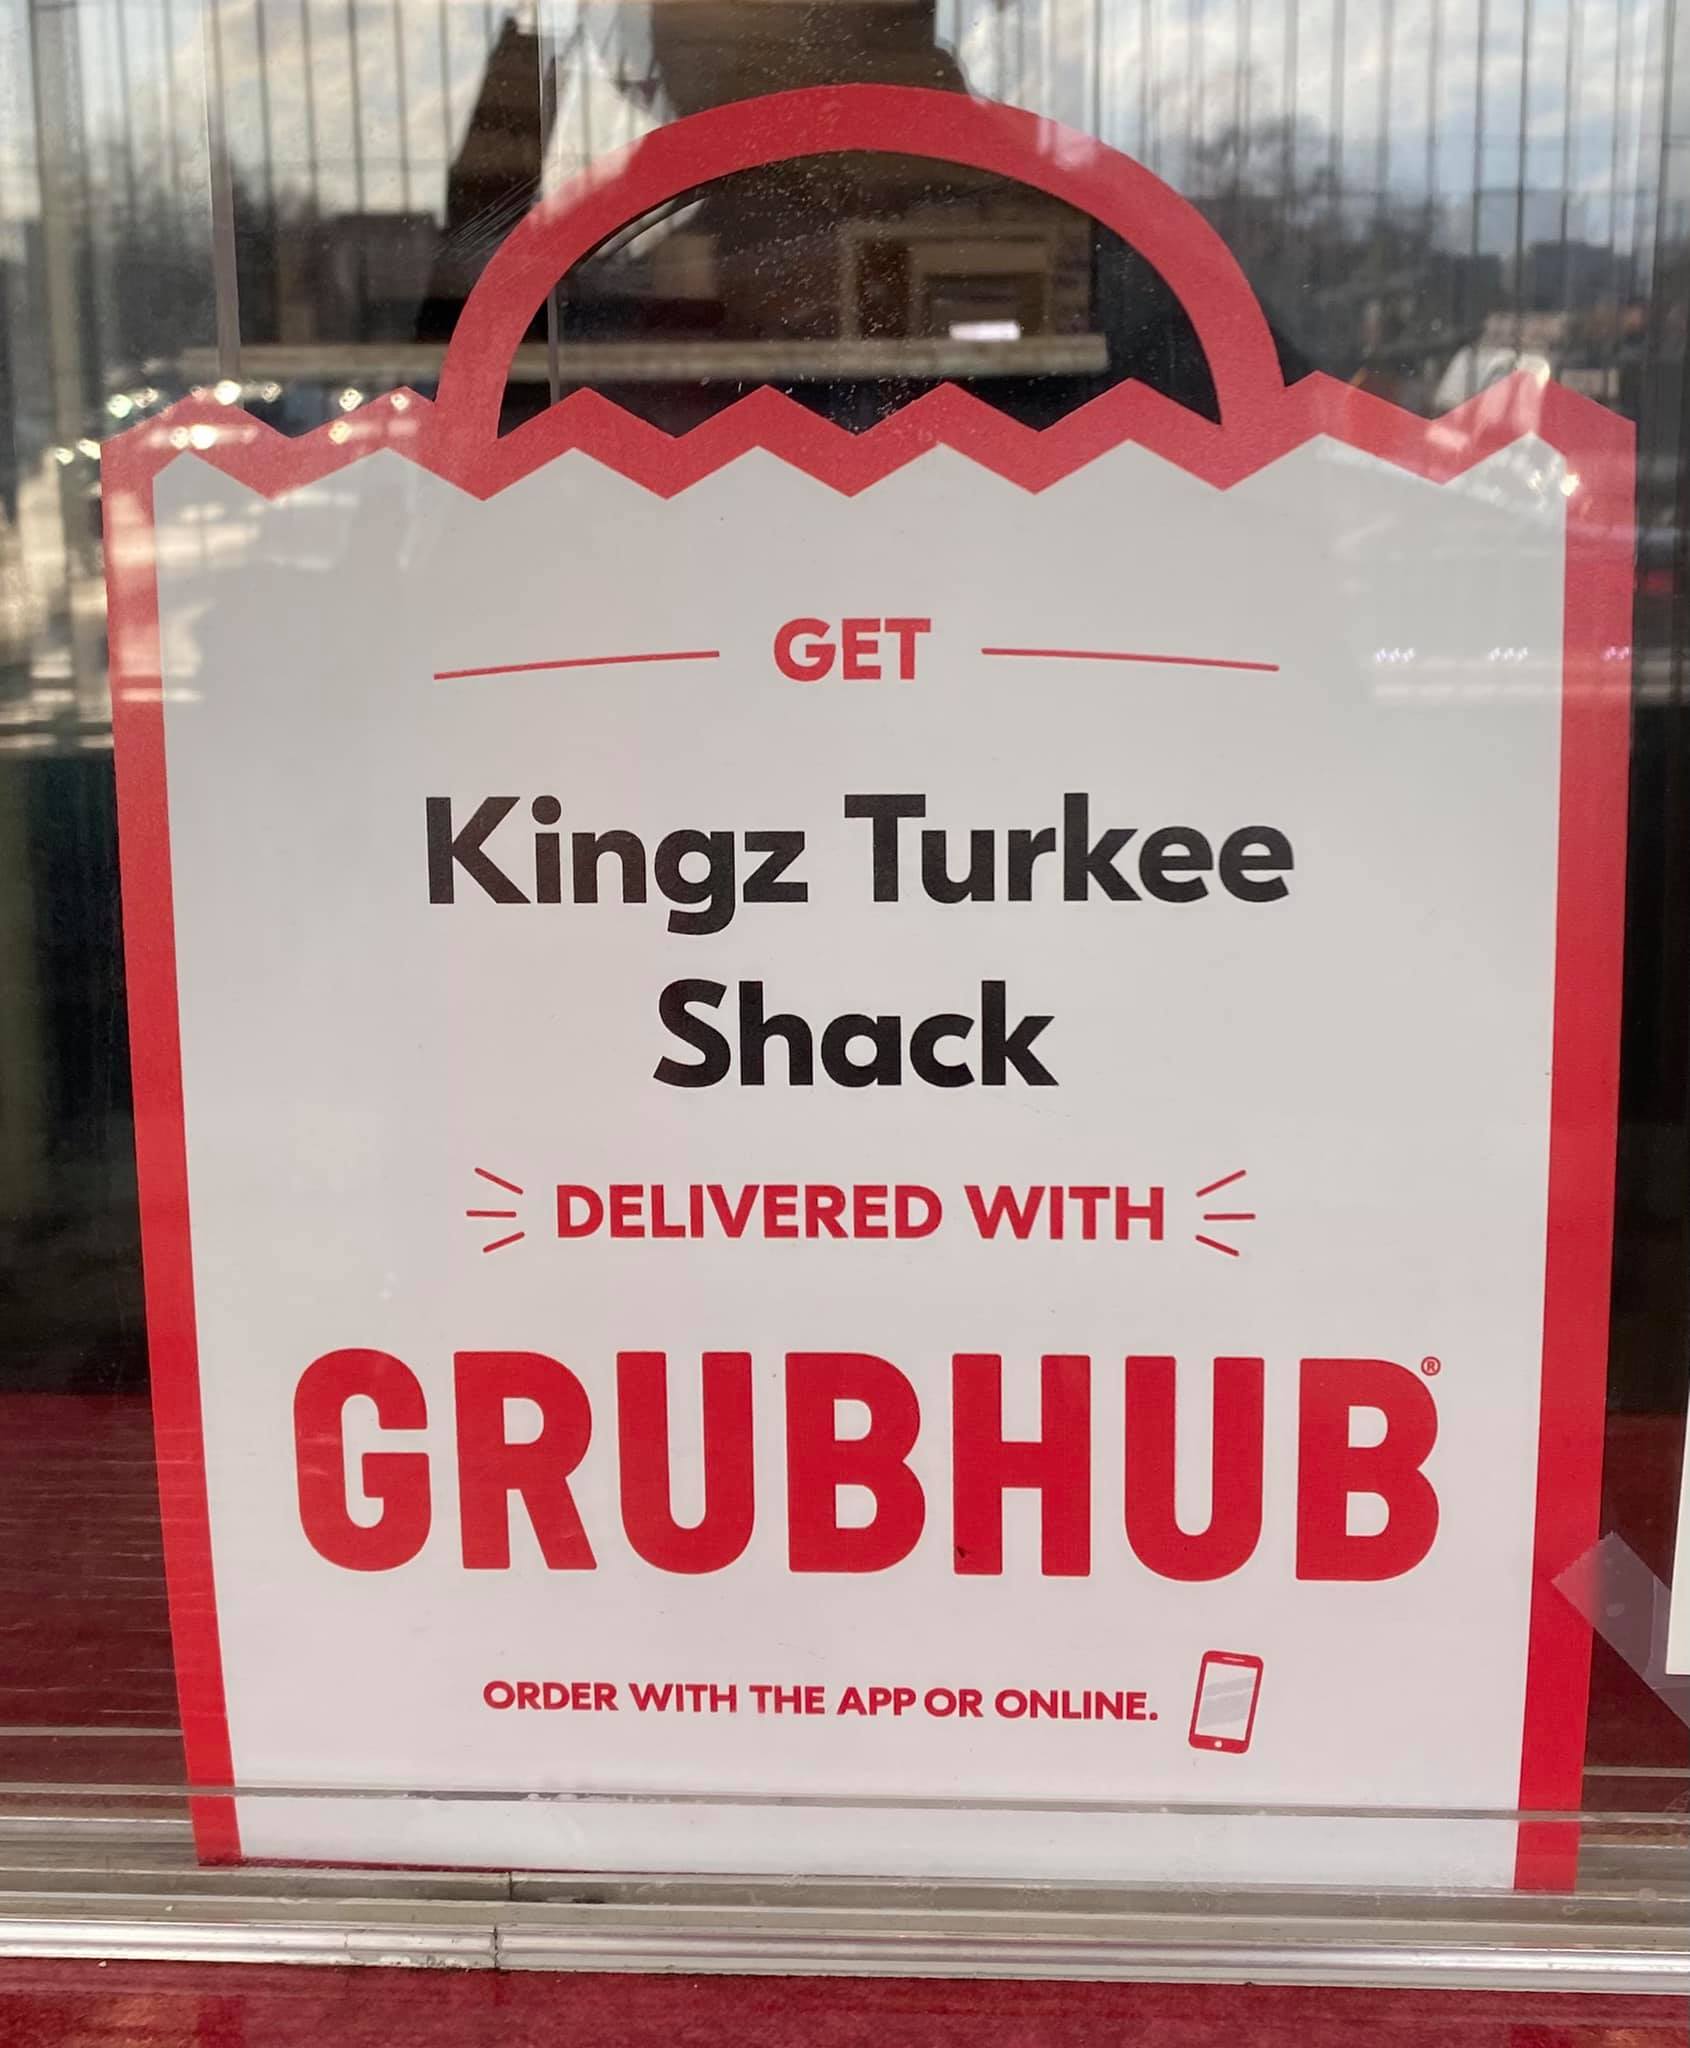 GET
Kingz Turkee
Shack
DELIVERED WITH
GRUBHUB®
ORDER WITH THE APP OR ONLINE.